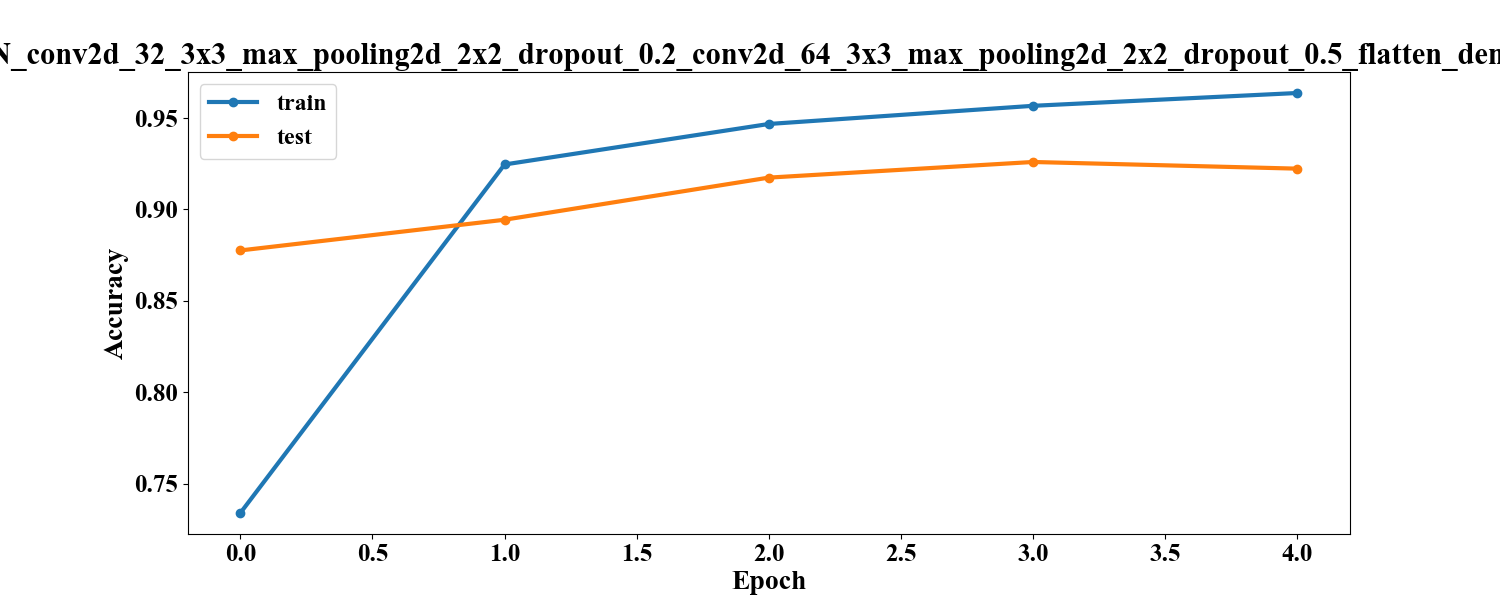 N_conv2d_32_3x3_max_pooling2d_2x2_dropout_0.2_conv2d_64_3x3_max_pooling2d_2x2_dropout_0.5_flatten_den
train
test
0.95
0.90
0.85
0.80
0.75
Accuracy
0.0 0.5 1.0 1.5 2.0 2.5 3.0 3.5 4.0
Epoch